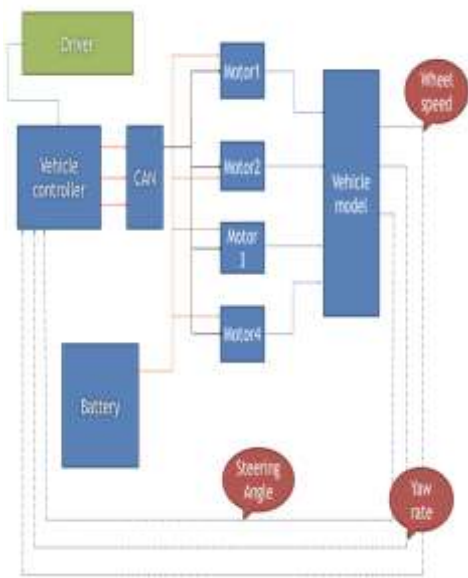 Driver
Vehicle
controller
CAN
Motor1
Motor2
Motor
3
Motor4
Vehicle
model
Wheel
speed
Battery
Steering
Angle
Yaw
rate